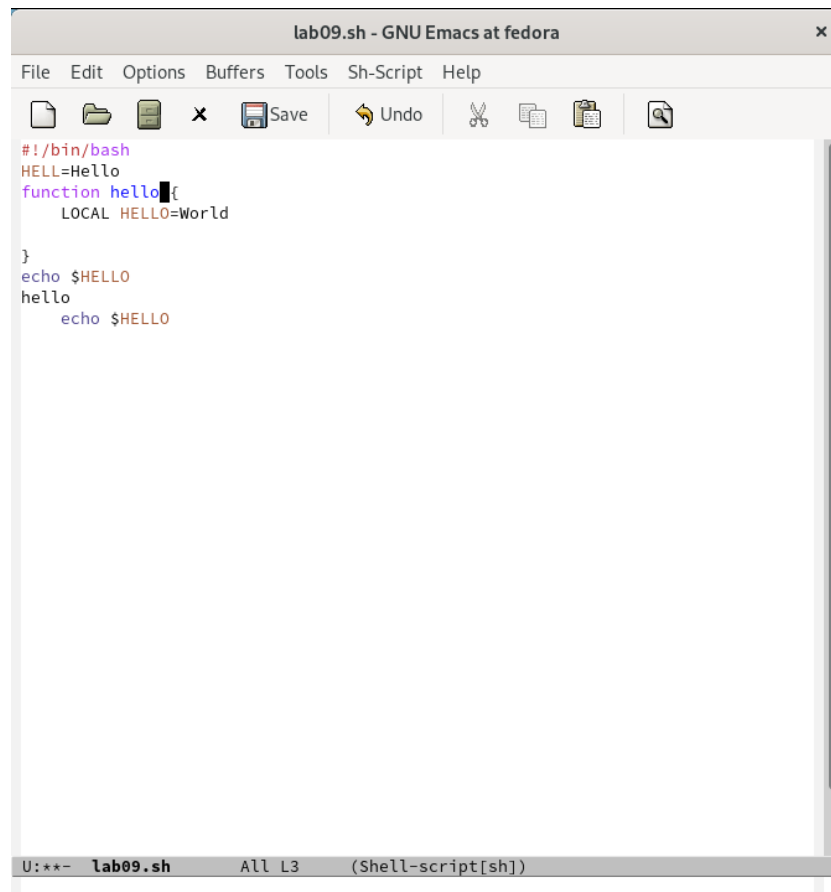 lab09.sh - GNU Emacs at fedora ×
File Edit Options Buffers Tools Sh-Script Help
Save Undo
#!/bin/bash
HELL=Hello
function hello {
    LOCAL HELLO=World

}
echo $HELLO
hello
    echo $HELLO
U:**- lab09.sh All L3 (Shell-script[sh])